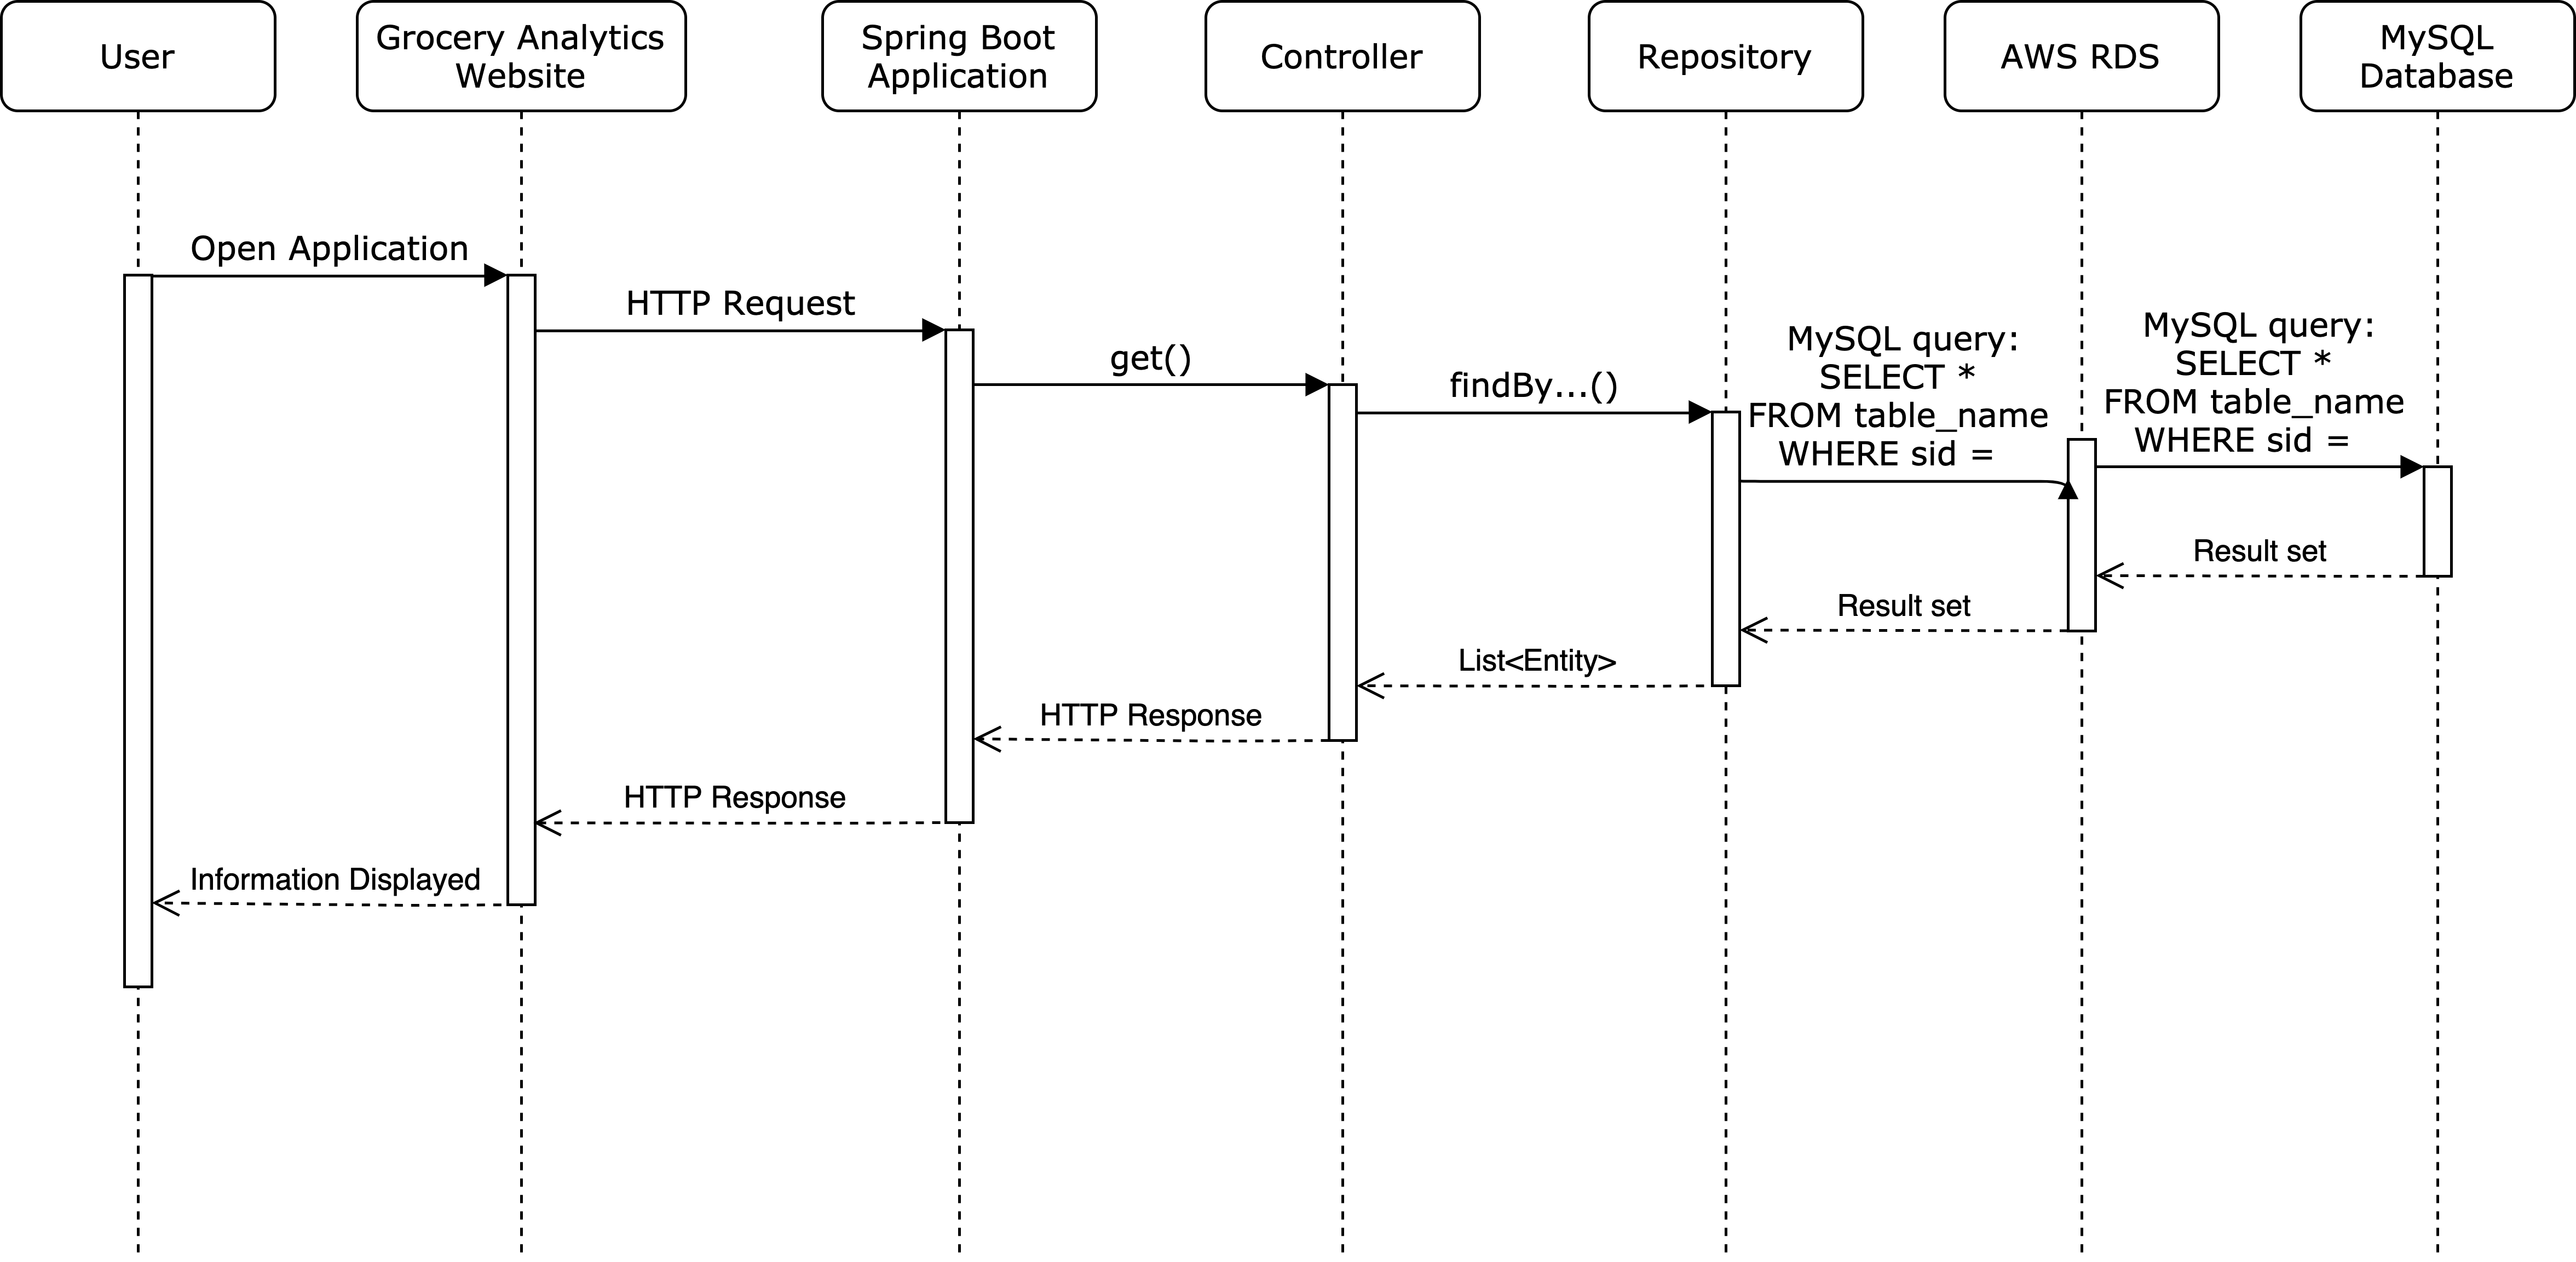 User
Grocery Analytics
Website
Spring Boot
Application
Controller
Repository
AWS RDS
MySQL
Database
Open Application
HTTP Request
get()
findBy...()
MySQL query:
SELECT *
FROM table_name
WHERE sid =
MySQL query:
SELECT *
FROM table_name
WHERE sid =
Result set
Result set
List<Entity>
HTTP Response
HTTP Response
Information Displayed